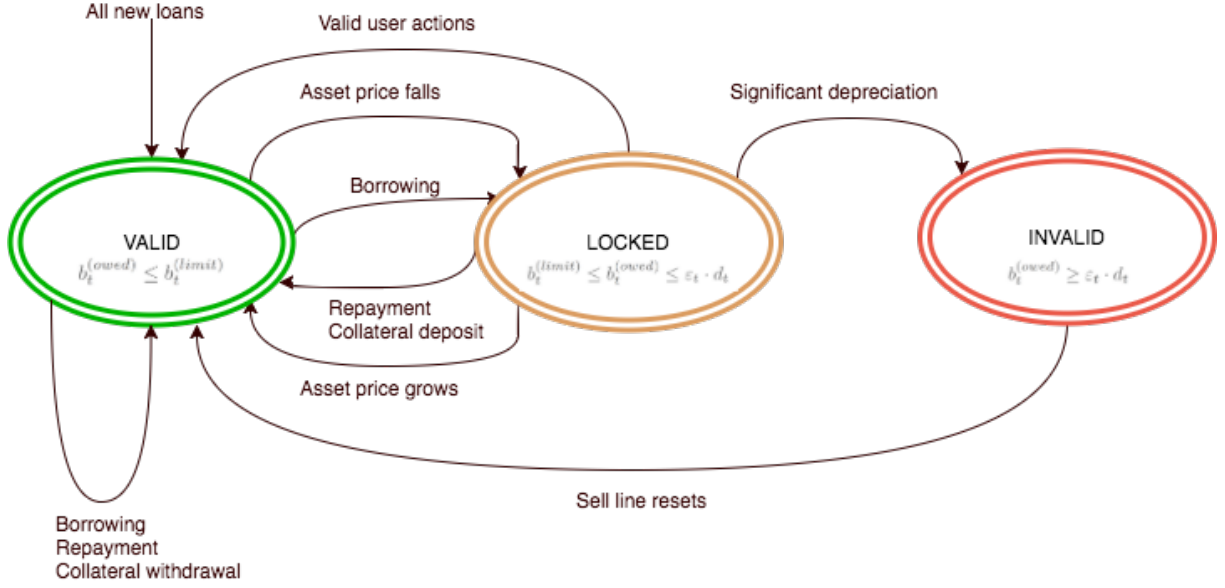 All new loans
Valid user actions
Asset price falls
Significant depreciation
Borrowing
VALID
b_t^{(owed)} ≤ b_t^{(limit)}
LOCKED
b_t^{(limit)} ≤ b_t^{(owed)} ≤ ε_t · d_t
INVALID
b_t^{(owed)} ≥ ε_t · d_t
Repayment
Collateral deposit
Asset price grows
Sell line resets
Borrowing
Repayment
Collateral withdrawal